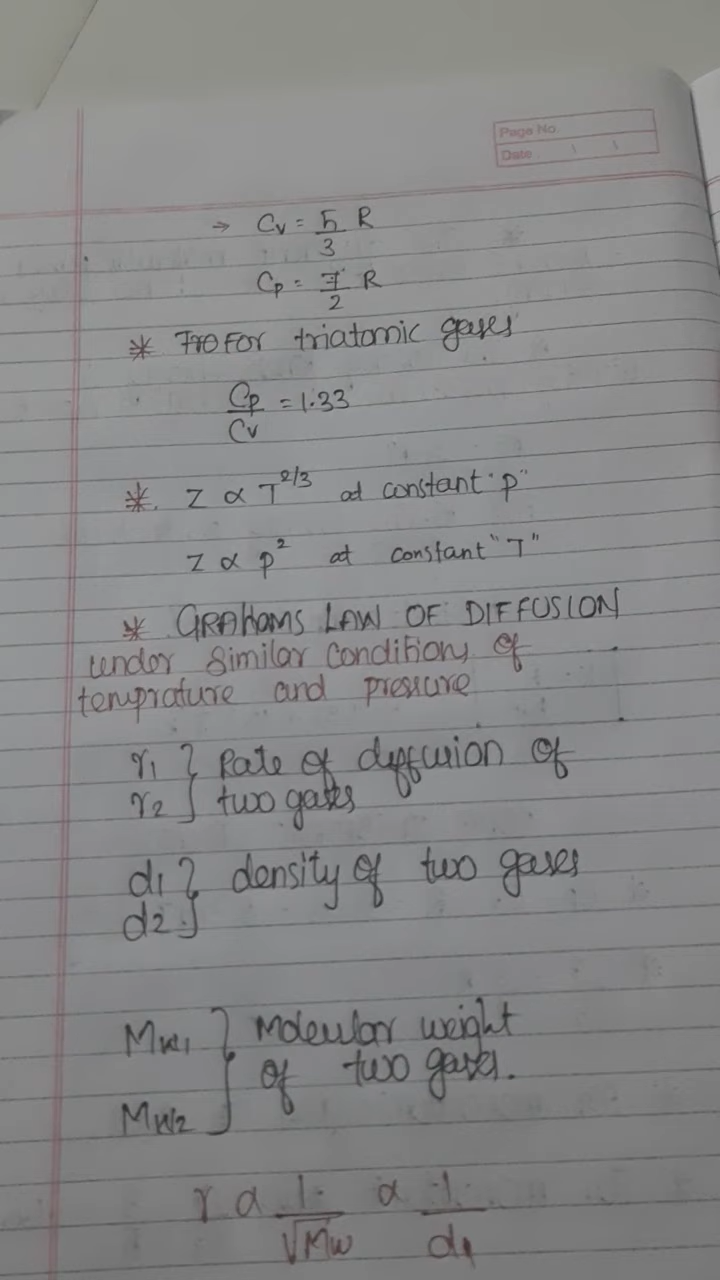 Page No.
Date
→ Cv = 5/3 R
Cp = 7/2 R
* For triatomic gases
Cp/Cv = 1.33
* Z ∝ T^2/3 at constant "p"
Z ∝ p^2 at constant "T"
* GRAHOMS LAW OF DIFFUSION
under similar conditions of
temprature and pressure
r1 } Rate of diffusion of
r2 } two gases
d1 } density of two gases
d2 }
Mw1 } Moleular weight
of two gases.
Mw2
r ∝ 1/√Mw ∝ 1/d1